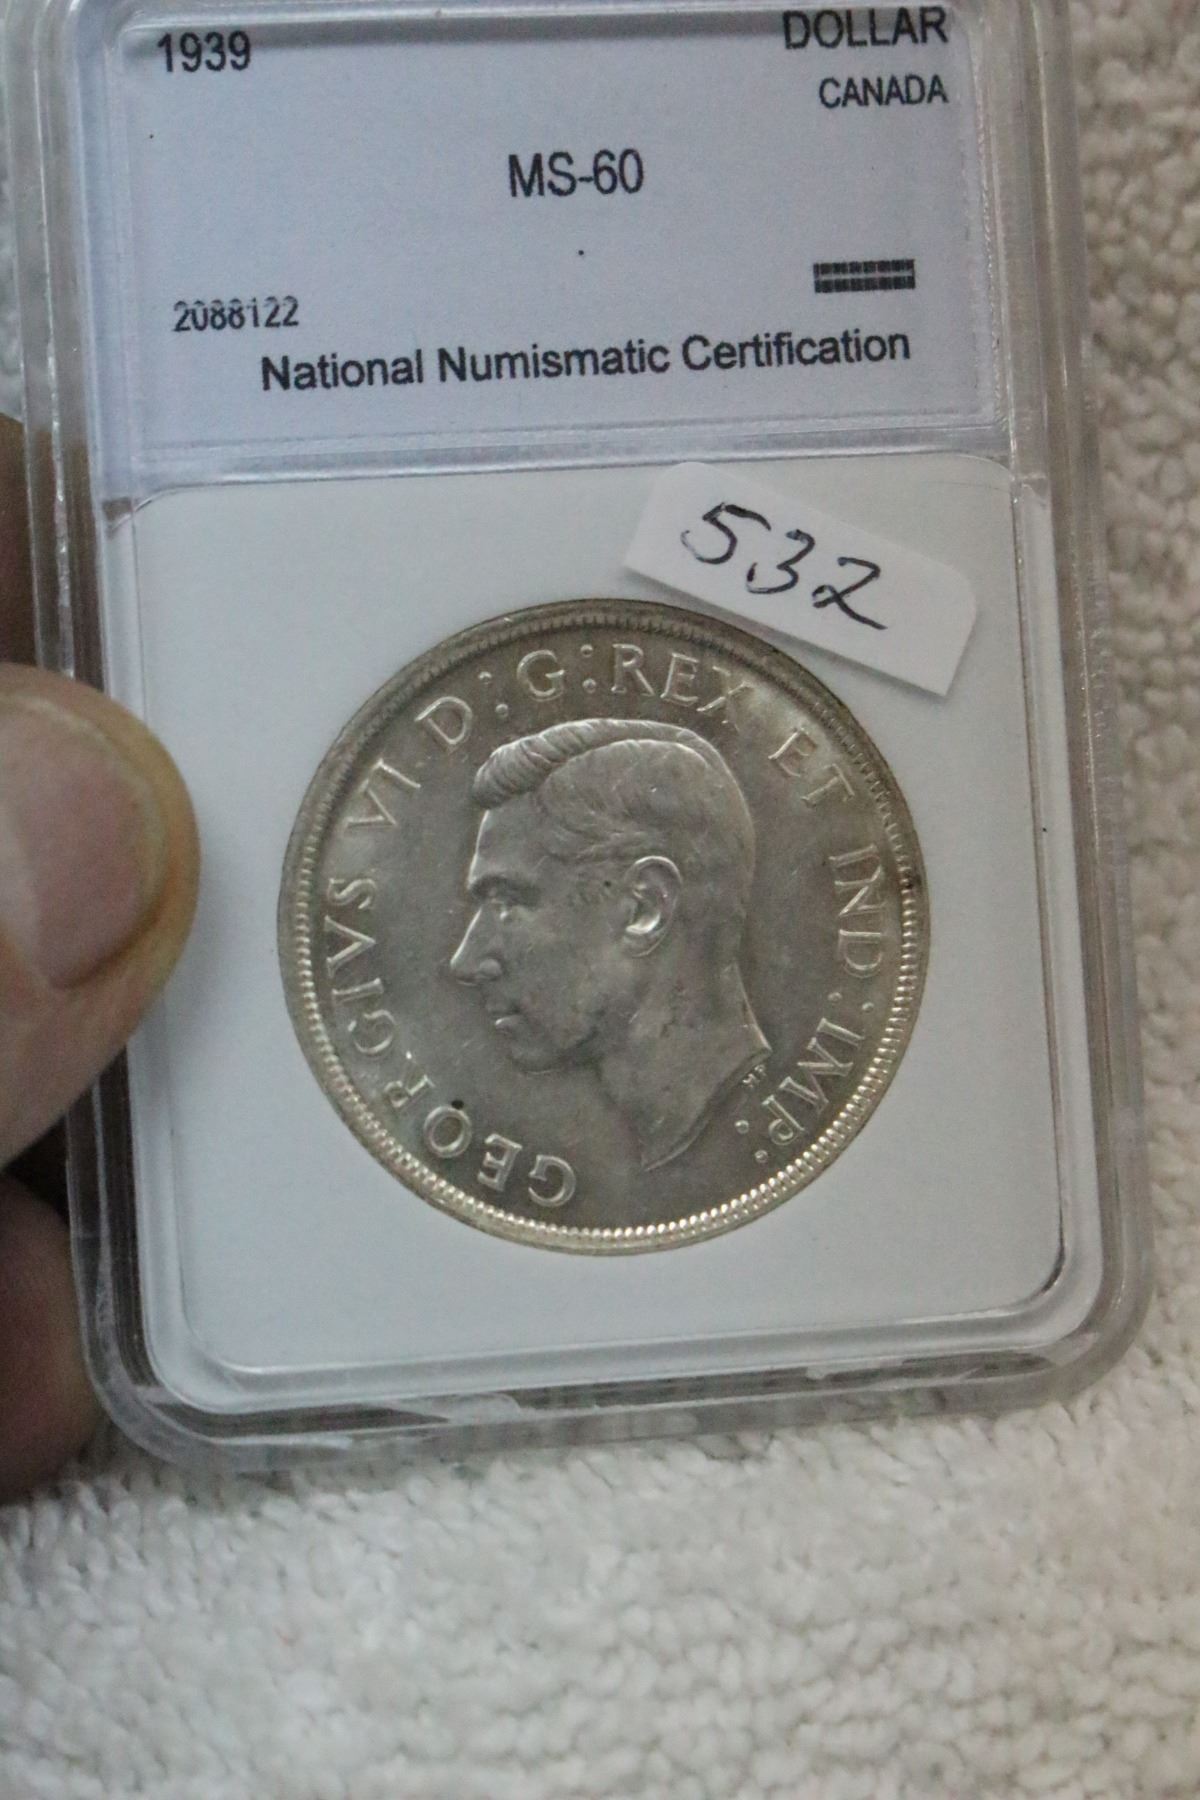 1939
DOLLAR
CANADA
MS-60
2088122
National Numismatic Certification
532
GEORGIVS VI D:G:REX ET IND:IMP:
HP